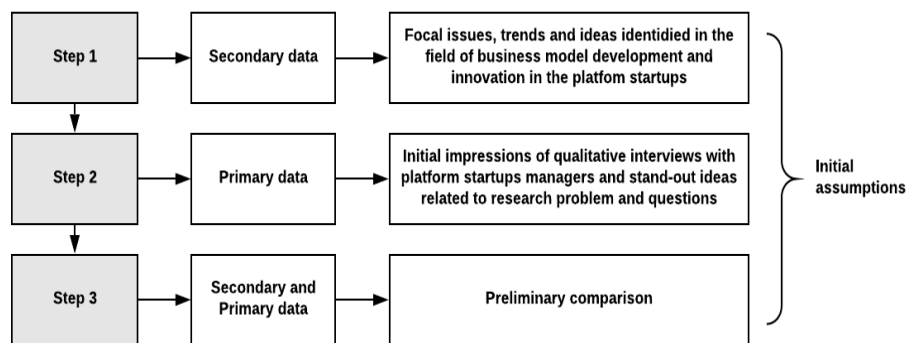 Step 1
Secondary data
Focal issues, trends and ideas identidied in the
field of business model development and
innovation in the platfom startups
Step 2
Primary data
Initial impressions of qualitative interviews with
platform startups managers and stand-out ideas
related to research problem and questions
Step 3
Secondary and
Primary data
Preliminary comparison
Initial
assumptions